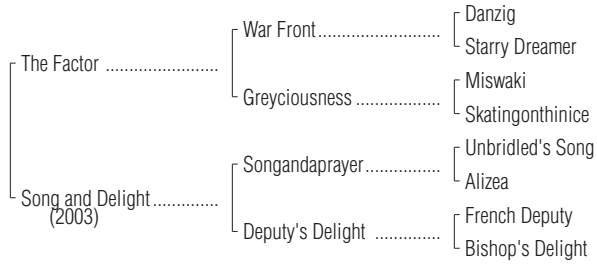 Danzig
War Front..........................
Starry Dreamer
The Factor ........................
Miswaki
Greyciousness ..................
Skatingonthinice
Unbridled's Song
Songandaprayer................
Alizea
Song and Delight..............
(2003)
French Deputy
Deputy's Delight ..............
Bishop's Delight